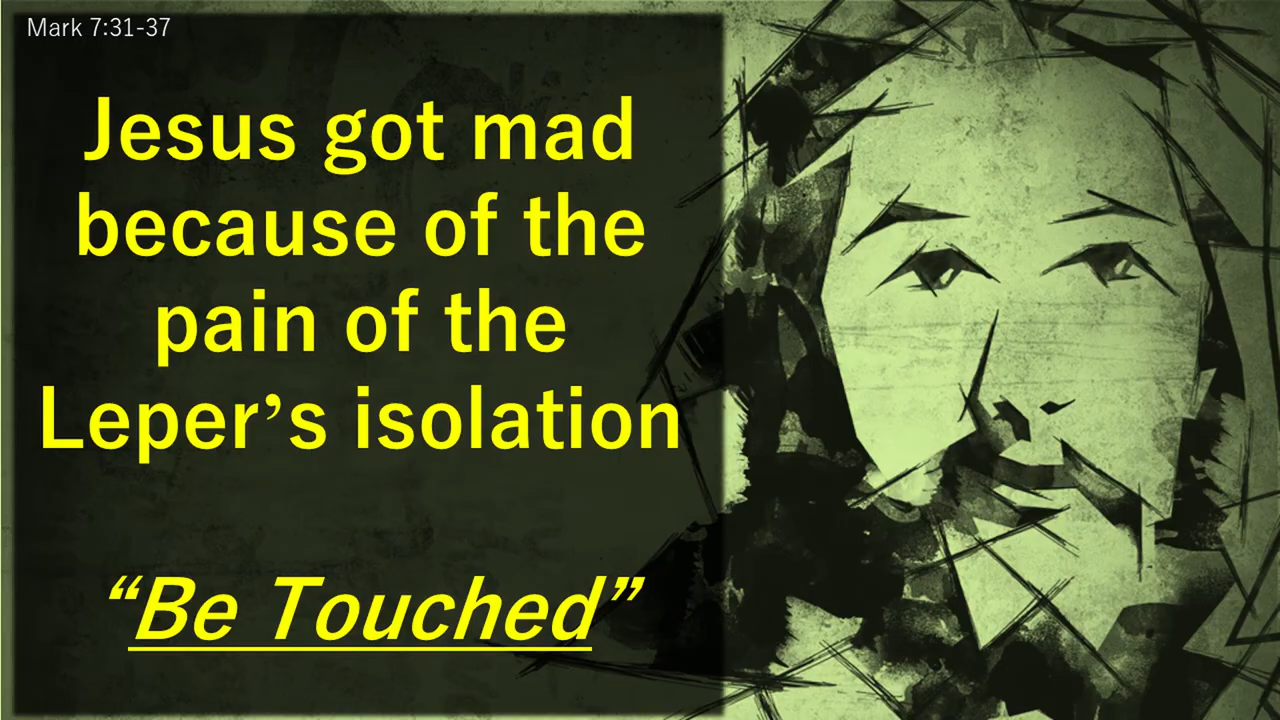 Mark 7:31-37
Jesus got mad
because of the
pain of the
Leper’s isolation
“Be Touched”